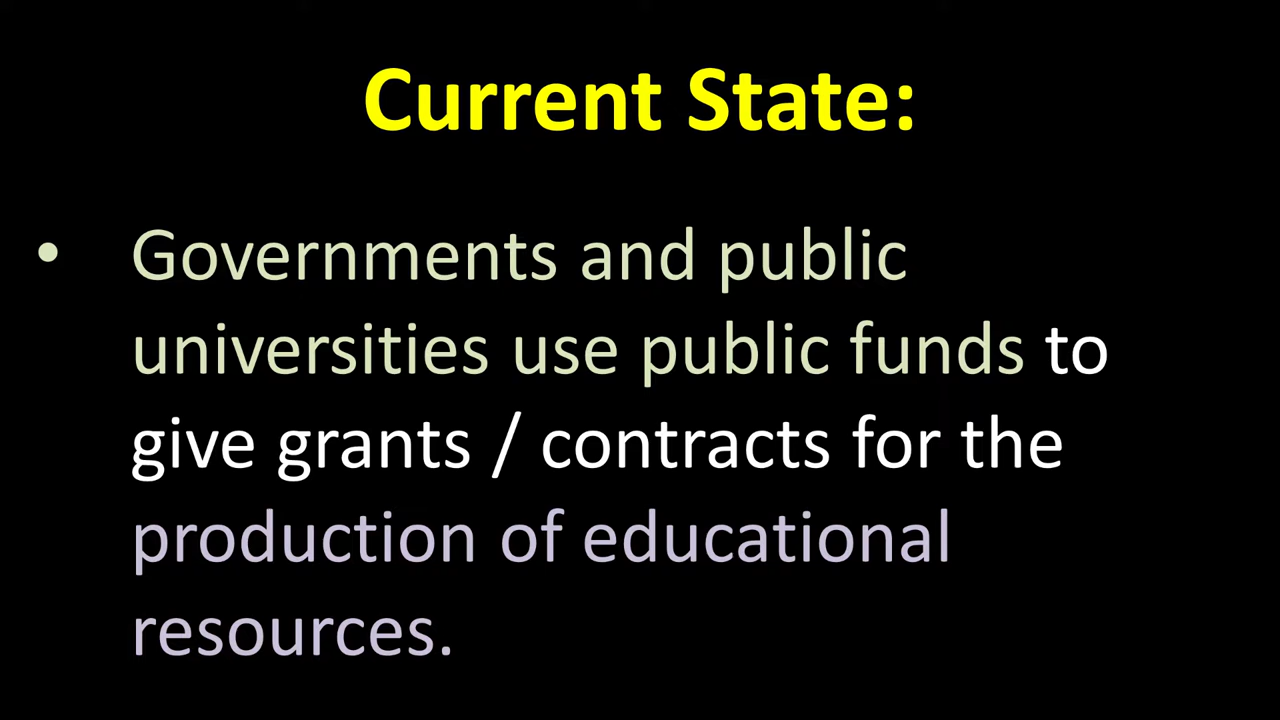 Current State:
• Governments and public
universities use public funds to
give grants / contracts for the
production of educational
resources.